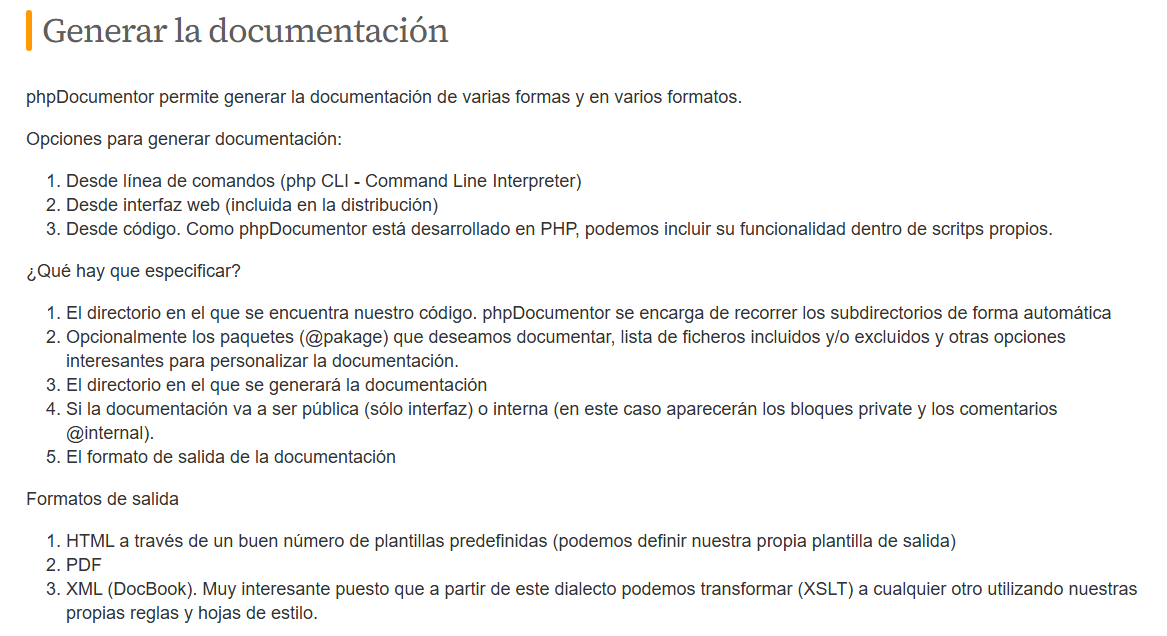 Generar la documentación
phpDocumentor permite generar la documentación de varias formas y en varios formatos.
Opciones para generar documentación:
1. Desde línea de comandos (php CLI - Command Line Interpreter)
2. Desde interfaz web (incluida en la distribución)
3. Desde código. Como phpDocumentor está desarrollado en PHP, podemos incluir su funcionalidad dentro de scritps propios.
¿Qué hay que especificar?
1. El directorio en el que se encuentra nuestro código. phpDocumentor se encarga de recorrer los subdirectorios de forma automática
2. Opcionalmente los paquetes (@pakage) que deseamos documentar, lista de ficheros incluidos y/o excluidos y otras opciones
interesantes para personalizar la documentación.
3. El directorio en el que se generará la documentación
4. Si la documentación va a ser pública (sólo interfaz) o interna (en este caso aparecerán los bloques private y los comentarios
@internal).
5. El formato de salida de la documentación
Formatos de salida
1. HTML a través de un buen número de plantillas predefinidas (podemos definir nuestra propia plantilla de salida)
2. PDF
3. XML (DocBook). Muy interesante puesto que a partir de este dialecto podemos transformar (XSLT) a cualquier otro utilizando nuestras
propias reglas y hojas de estilo.